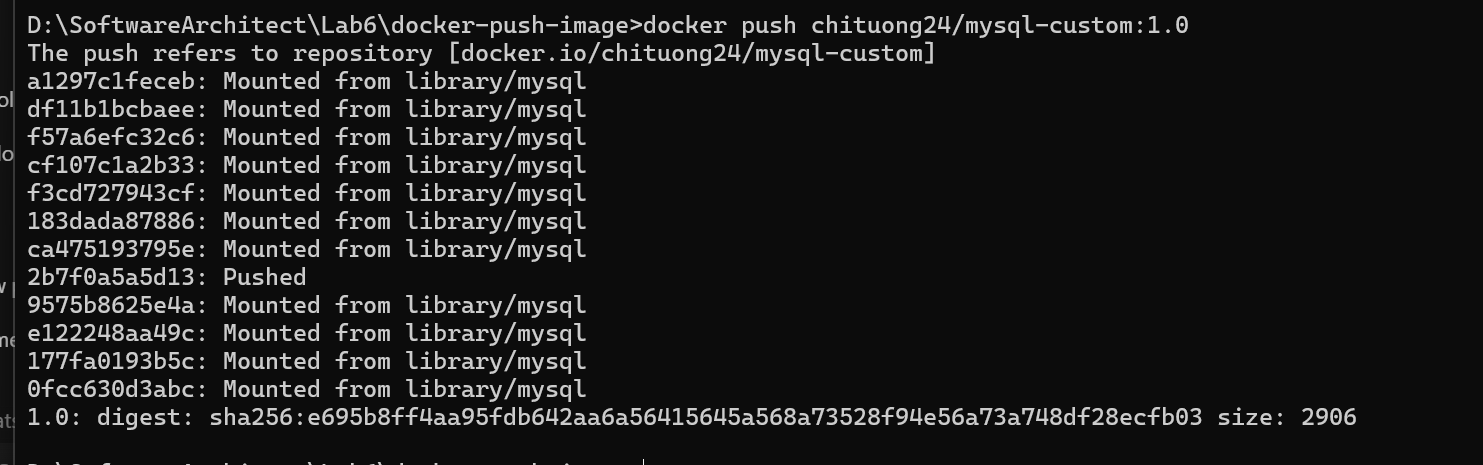 D:\SoftwareArchitect\Lab6\docker-push-image>docker push chituong24/mysql-custom:1.0
The push refers to repository [docker.io/chituong24/mysql-custom]
a1297c1feceb: Mounted from library/mysql
df11b1bcbaee: Mounted from library/mysql
f57a6efc32c6: Mounted from library/mysql
cf107c1a2b33: Mounted from library/mysql
f3cd727943cf: Mounted from library/mysql
183dada87886: Mounted from library/mysql
ca475193795e: Mounted from library/mysql
2b7f0a5a5d13: Pushed
9575b8625e4a: Mounted from library/mysql
e122248aa49c: Mounted from library/mysql
177fa0193b5c: Mounted from library/mysql
0fcc630d3abc: Mounted from library/mysql
1.0: digest: sha256:e695b8ff4aa95fdb642aa6a56415645a568a73528f94e56a73a748df28ecfb03 size: 2906